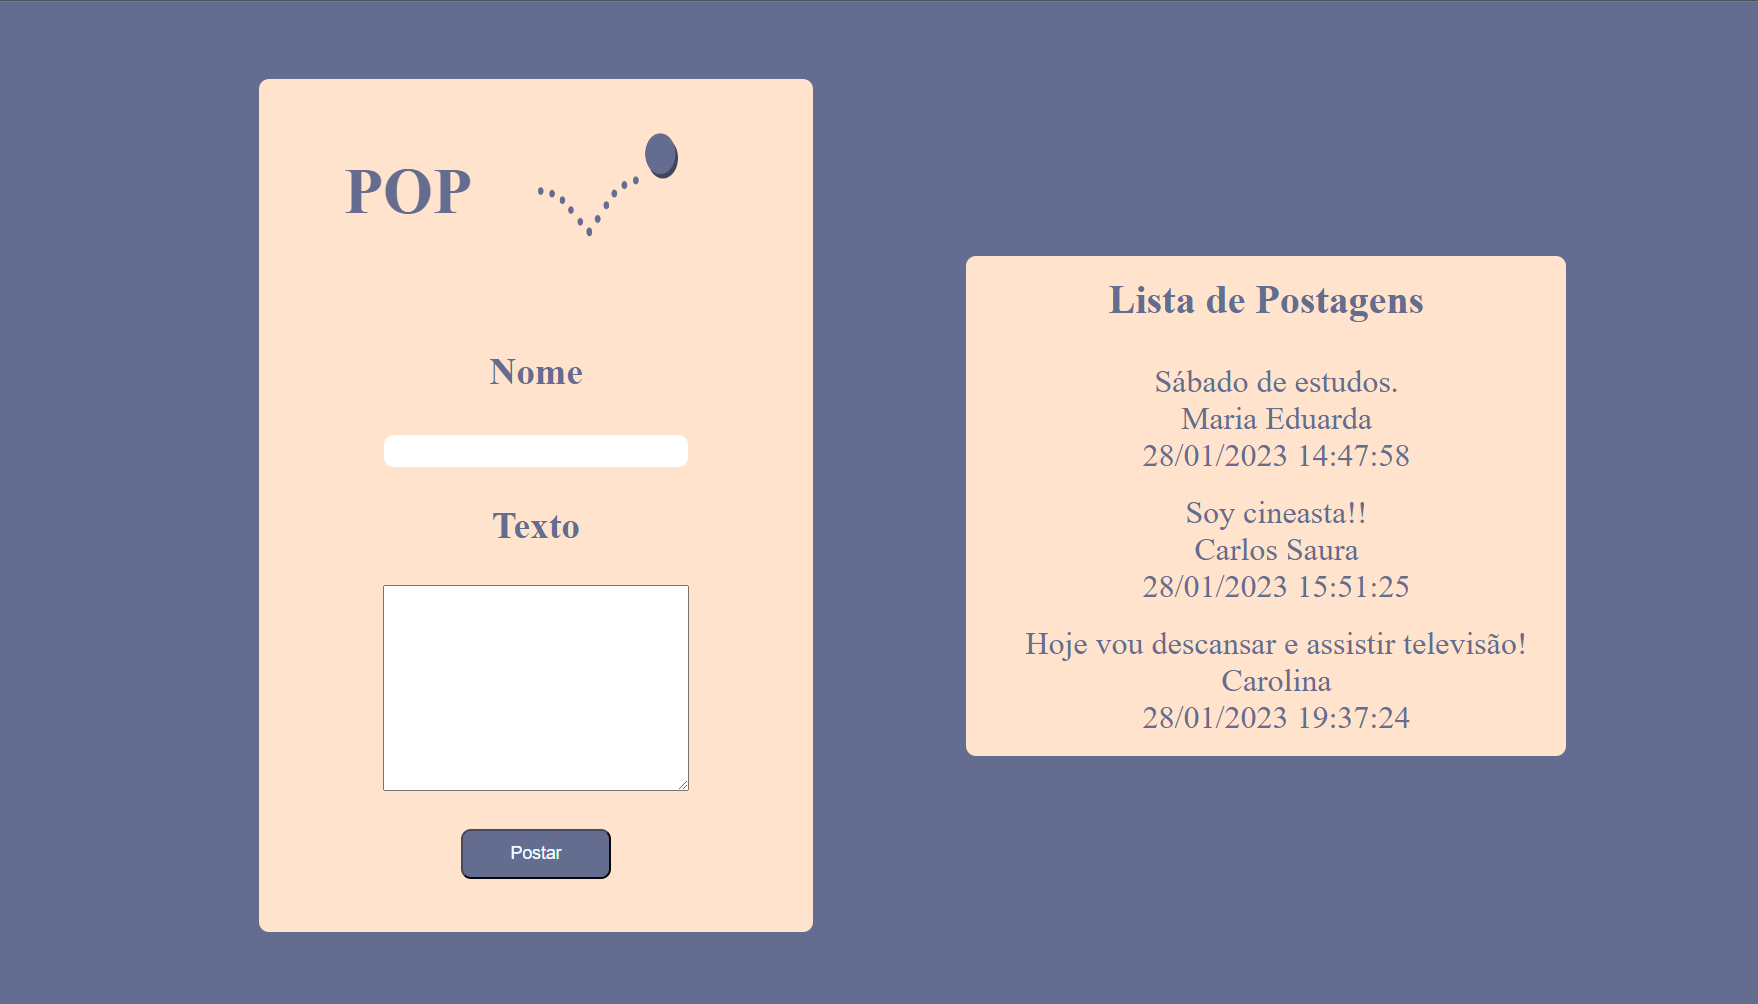 POP
Nome
Texto
Postar
Lista de Postagens
Sábado de estudos.
Maria Eduarda
28/01/2023 14:47:58
Soy cineasta!!
Carlos Saura
28/01/2023 15:51:25
Hoje vou descansar e assistir televisão!
Carolina
28/01/2023 19:37:24